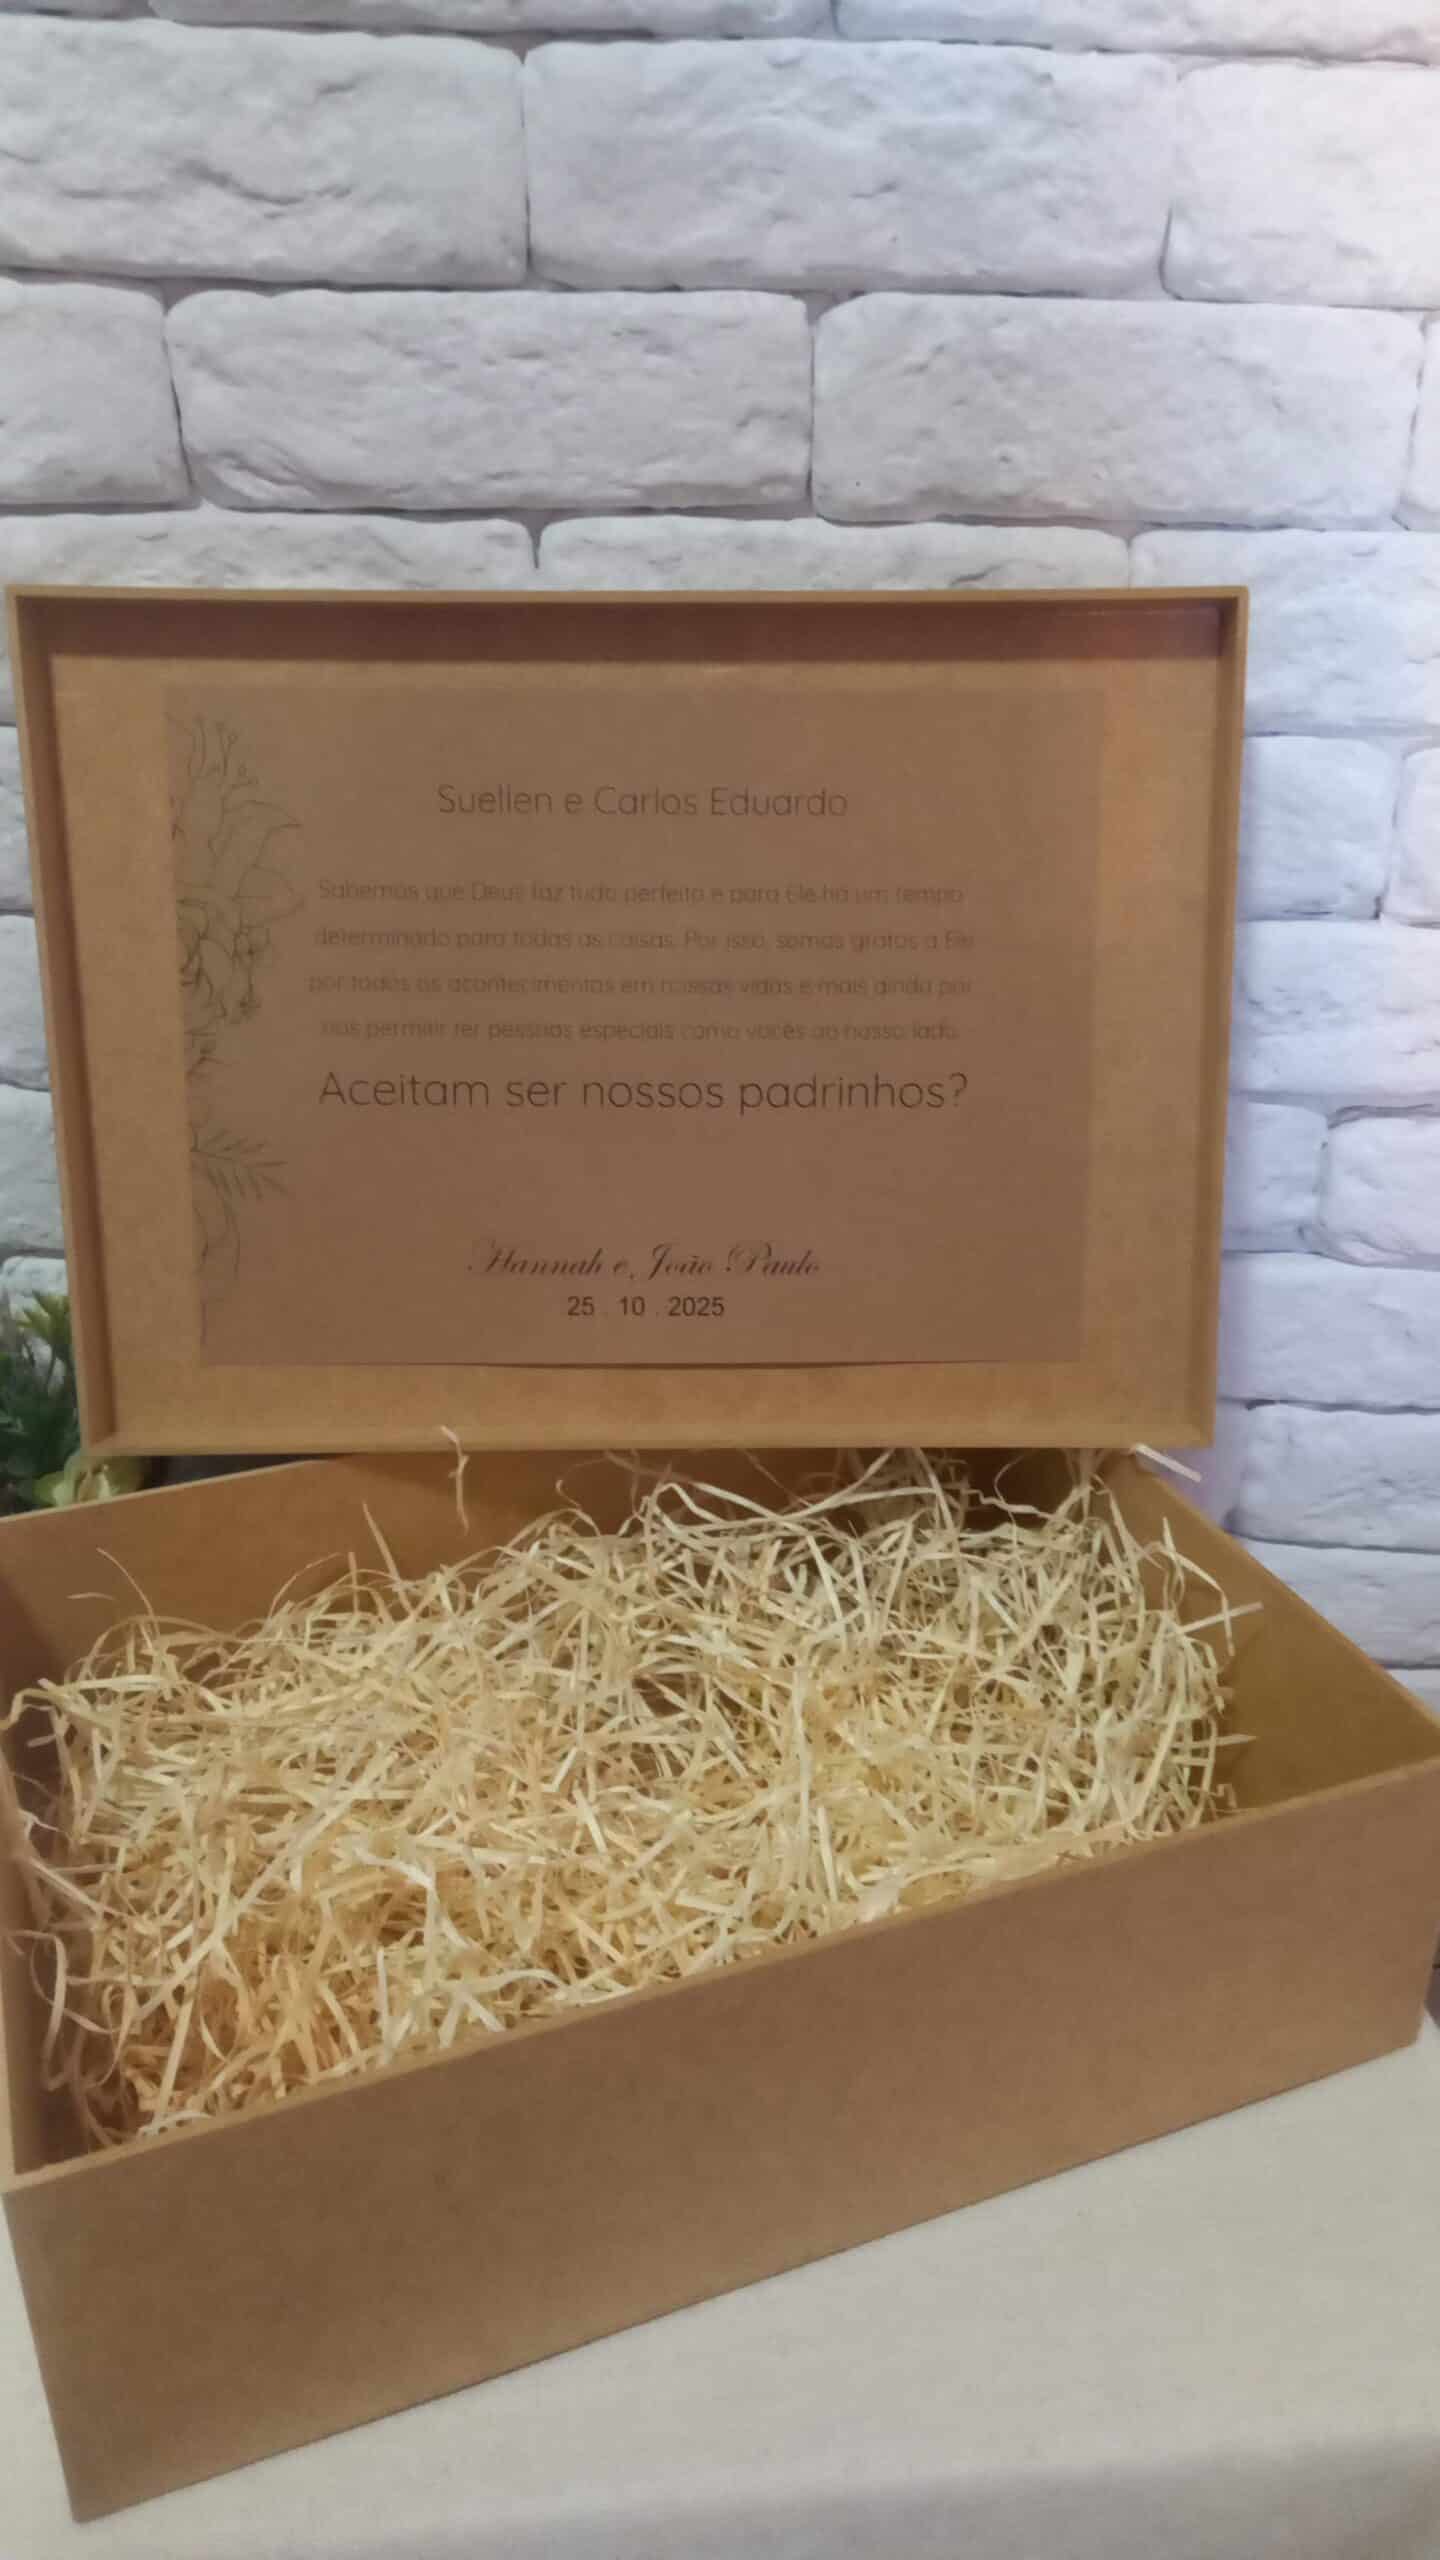 Suellen e Carlos Eduardo
Sabemos que Deus faz tudo perfeito e para Ele há um tempo
determinado para todas as coisas. Por isso, somos gratos a Ele
por todos os acontecimentos em nossas vidas e mais ainda por
nos permitir ter pessoas especiais como vocês ao nosso lado.
Aceitam ser nossos padrinhos?
Hannah e João Paulo
25 . 10 . 2025